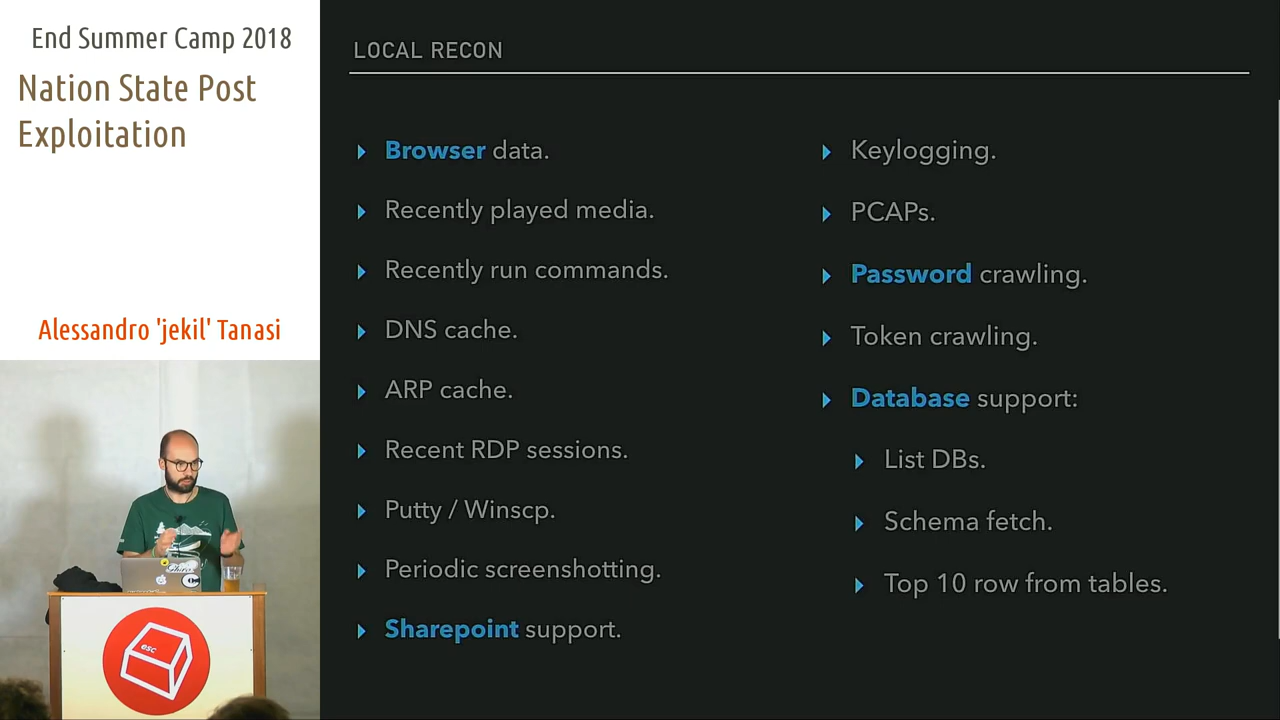 End Summer Camp 2018
Nation State Post
Exploitation
Alessandro 'jekil' Tanasi
LOCAL RECON
Browser data.
Recently played media.
Recently run commands.
DNS cache.
ARP cache.
Recent RDP sessions.
Putty / Winscp.
Periodic screenshotting.
Sharepoint support.
Keylogging.
PCAPs.
Password crawling.
Token crawling.
Database support:
List DBs.
Schema fetch.
Top 10 row from tables.
esc